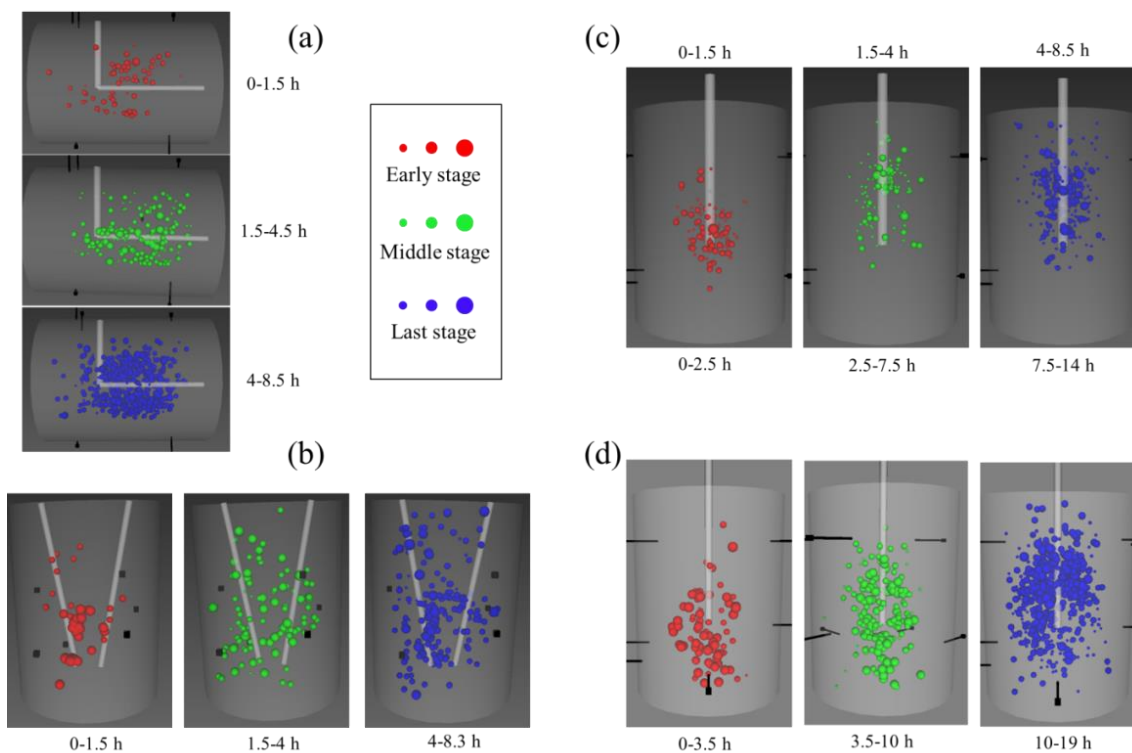 (a)
0-1.5 h
1.5-4.5 h
4-8.5 h
Early stage
Middle stage
Last stage
(c)
0-1.5 h
1.5-4 h
4-8.5 h
0-2.5 h
2.5-7.5 h
7.5-14 h
(b)
0-1.5 h
1.5-4 h
4-8.3 h
(d)
0-3.5 h
3.5-10 h
10-19 h